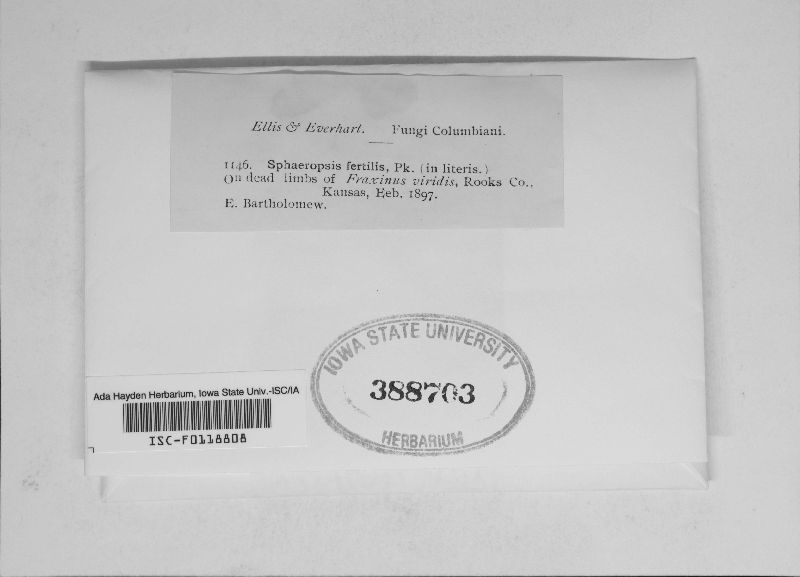 Ellis & Everhart. Fungi Columbiani.
1146. Sphaeropsis fertilis, Pk. (in literis.)
On dead limbs of Fraxinus viridis, Rooks Co.,
Kansas, Feb. 1897.
E. Bartholomew.
IOWA STATE UNIVERSITY
388703
HERBARIUM
Ada Hayden Herbarium, Iowa State Univ.-ISC/IA
ISC-F0118808